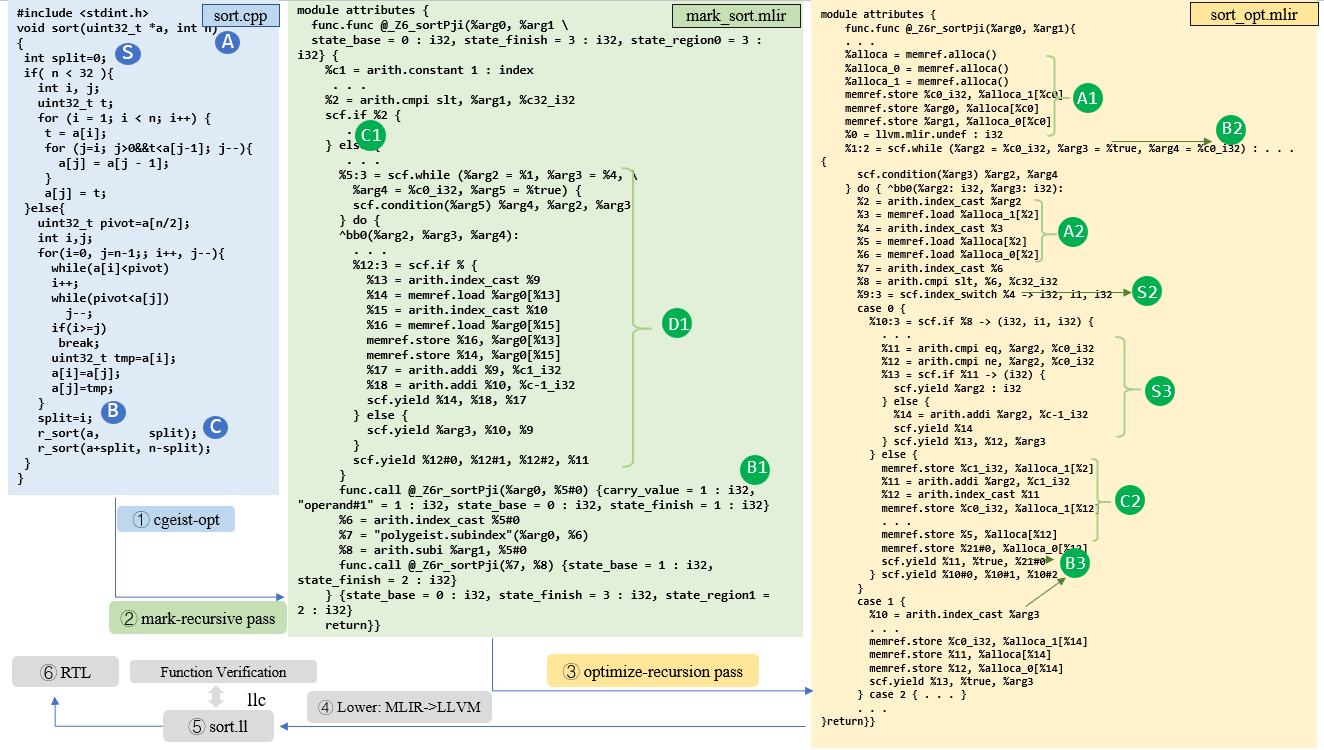 sort.cpp
#include <stdint.h>
void sort(uint32_t *a, int n)
A
{
S
int split=0;
if( n < 32 ){
int i, j;
uint32_t t;
for (i = 1; i < n; i++) {
t = a[i];
for (j=i; j>0&&t<a[j-1]; j--){
a[j] = a[j - 1];
}
a[j] = t;
}else{
uint32_t pivot=a[n/2];
int i,j;
for(i=0, j=n-1;; i++, j--){
while(a[i]<pivot)
i++;
while(pivot<a[j])
j--;
if(i>=j)
break;
uint32_t tmp=a[i];
a[i]=a[j];
a[j]=tmp;
}
split=i;
B
r_sort(a, split);
C
r_sort(a+split, n-split);
}
}
① cgeist-opt
② mark-recursive pass
mark_sort.mlir
module attributes {
func.func @_Z6_sortPji(%arg0, %arg1 \
state_base = 0 : i32, state_finish = 3 : i32, state_region0 = 3 :
i32} {
%c1 = arith.constant 1 : index
. . .
%2 = arith.cmpi slt, %arg1, %c32_i32
scf.if %2 {
.
C1
} else {
. . .
%5:3 = scf.while (%arg2 = %1, %arg3 = %4, \
%arg4 = %c0_i32, %arg5 = %true) {
scf.condition(%arg5) %arg4, %arg2, %arg3
} do {
^bb0(%arg2, %arg3, %arg4):
. . .
%12:3 = scf.if % {
%13 = arith.index_cast %9
%14 = memref.load %arg0[%13]
%15 = arith.index_cast %10
%16 = memref.load %arg0[%15]
D1
memref.store %16, %arg0[%13]
memref.store %14, %arg0[%15]
%17 = arith.addi %9, %c1_i32
%18 = arith.addi %10, %c-1_i32
scf.yield %14, %18, %17
} else {
scf.yield %arg3, %10, %9
}
scf.yield %12#0, %12#1, %12#2, %11
B1
}
func.call @_Z6r_sortPji(%arg0, %5#0) {carry_value = 1 : i32,
"operand#1" = 1 : i32, state_base = 0 : i32, state_finish = 1 : i32}
%6 = arith.index_cast %5#0
%7 = "polygeist.subindex"(%arg0, %6)
%8 = arith.subi %arg1, %5#0
func.call @_Z6r_sortPji(%7, %8) {state_base = 1 : i32,
state_finish = 2 : i32}
} {state_base = 0 : i32, state_finish = 3 : i32, state_region1 =
2 : i32}
return}}
③ optimize-recursion pass
sort_opt.mlir
module attributes {
func.func @_Z6r_sortPji(%arg0, %arg1){
. . .
%alloca = memref.alloca()
%alloca_0 = memref.alloca()
%alloca_1 = memref.alloca()
memref.store %c0_i32, %alloca_1[%c0]
A1
memref.store %arg0, %alloca[%c0]
memref.store %arg1, %alloca_0[%c0]
%0 = llvm.mlir.undef : i32
B2
%1:2 = scf.while (%arg2 = %c0_i32, %arg3 = %true, %arg4 = %c0_i32) : . . .
{
scf.condition(%arg3) %arg2, %arg4
} do { ^bb0(%arg2: i32, %arg3: i32):
%2 = arith.index_cast %arg2
%3 = memref.load %alloca_1[%2]
%4 = arith.index_cast %3
A2
%5 = memref.load %alloca[%2]
%6 = memref.load %alloca_0[%2]
%7 = arith.index_cast %6
%8 = arith.cmpi slt, %6, %c32_i32
%9:3 = scf.index_switch %4 -> i32, i1, i32
S2
case 0 {
%10:3 = scf.if %8 -> (i32, i1, i32) {
. . .
%11 = arith.cmpi eq, %arg2, %c0_i32
%12 = arith.cmpi ne, %arg2, %c0_i32
%13 = scf.if %11 -> (i32) {
scf.yield %arg2 : i32
S3
} else {
%14 = arith.addi %arg2, %c-1_i32
scf.yield %14
} scf.yield %13, %12, %arg3
} else {
memref.store %c1_i32, %alloca_1[%2]
%11 = arith.addi %arg2, %c1_i32
%12 = arith.index_cast %11
C2
memref.store %c0_i32, %alloca_1[%12]
. . .
memref.store %5, %alloca[%12]
memref.store %21#0, %alloca_0[%12]
scf.yield %11, %true, %21#0
B3
} scf.yield %10#0, %10#1, %10#2
}
case 1 {
%10 = arith.index_cast %arg3
. . .
memref.store %c0_i32, %alloca_1[%14]
memref.store %11, %alloca[%14]
memref.store %12, %alloca_0[%14]
scf.yield %13, %true, %arg3
} case 2 { . . . }
. . .
}return}}
④ Lower: MLIR->LLVM
⑥ RTL
Function Verification
llc
⑤ sort.ll